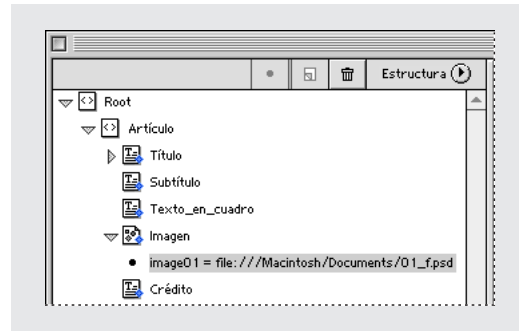 Estructura
Root
Artículo
Título
Subtítulo
Texto_en_cuadro
Imagen
image01 = file:///Macintosh/Documents/01_f.psd
Crédito